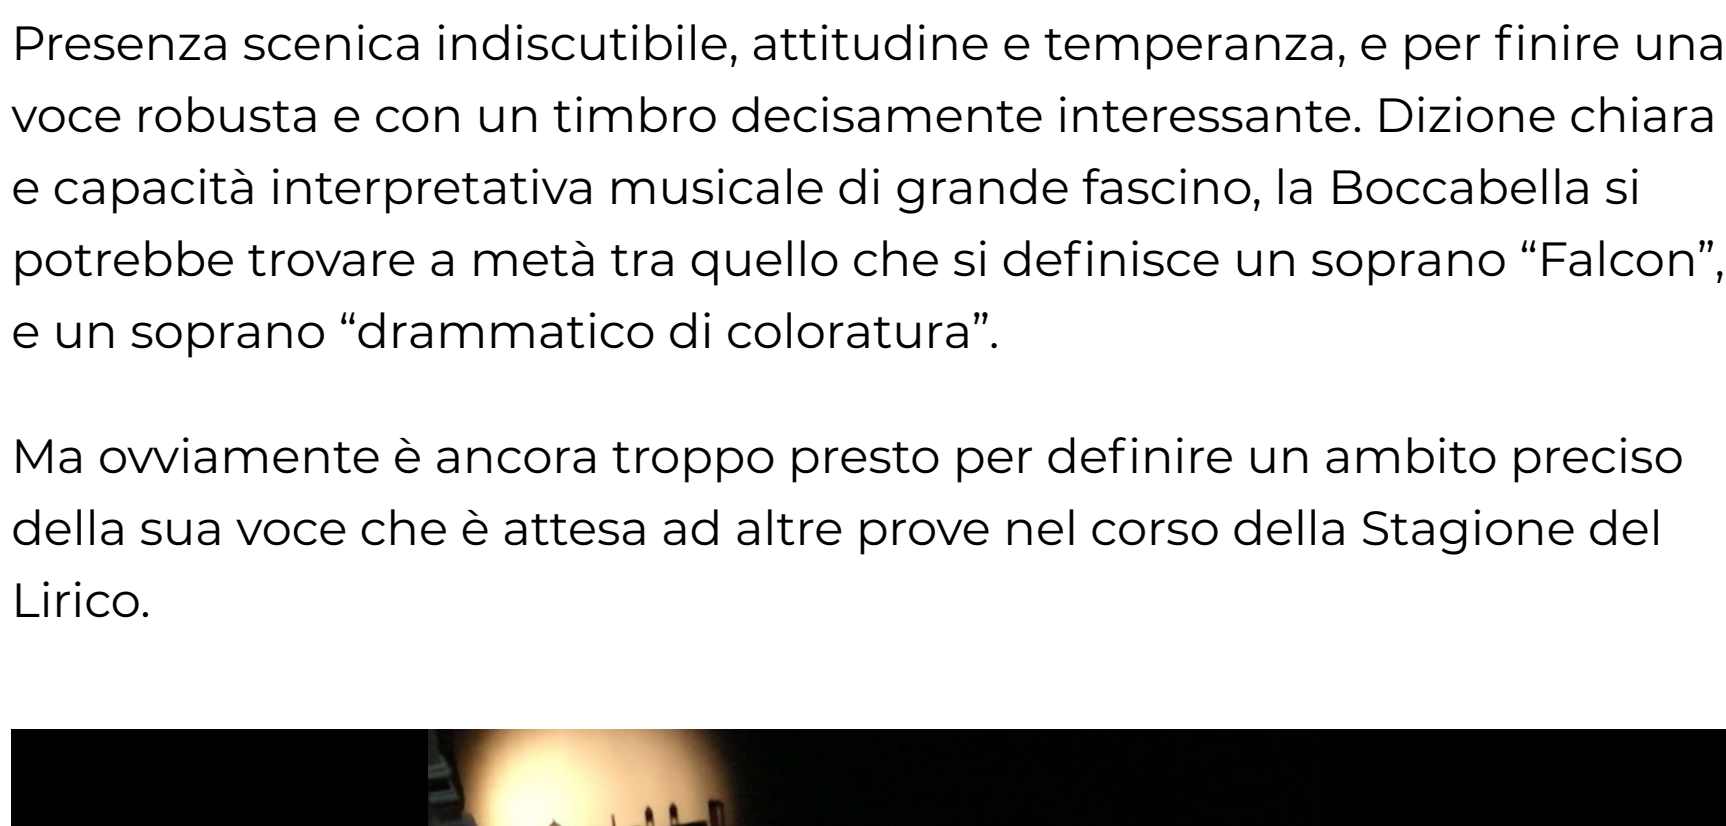 Presenza scenica indiscutibile, attitudine e temperanza, e per finire una
voce robusta e con un timbro decisamente interessante. Dizione chiara
e capacità interpretativa musicale di grande fascino, la Boccabella si
potrebbe trovare a metà tra quello che si definisce un soprano “Falcon”,
e un soprano “drammatico di coloratura”.
Ma ovviamente è ancora troppo presto per definire un ambito preciso
della sua voce che è attesa ad altre prove nel corso della Stagione del
Lirico.